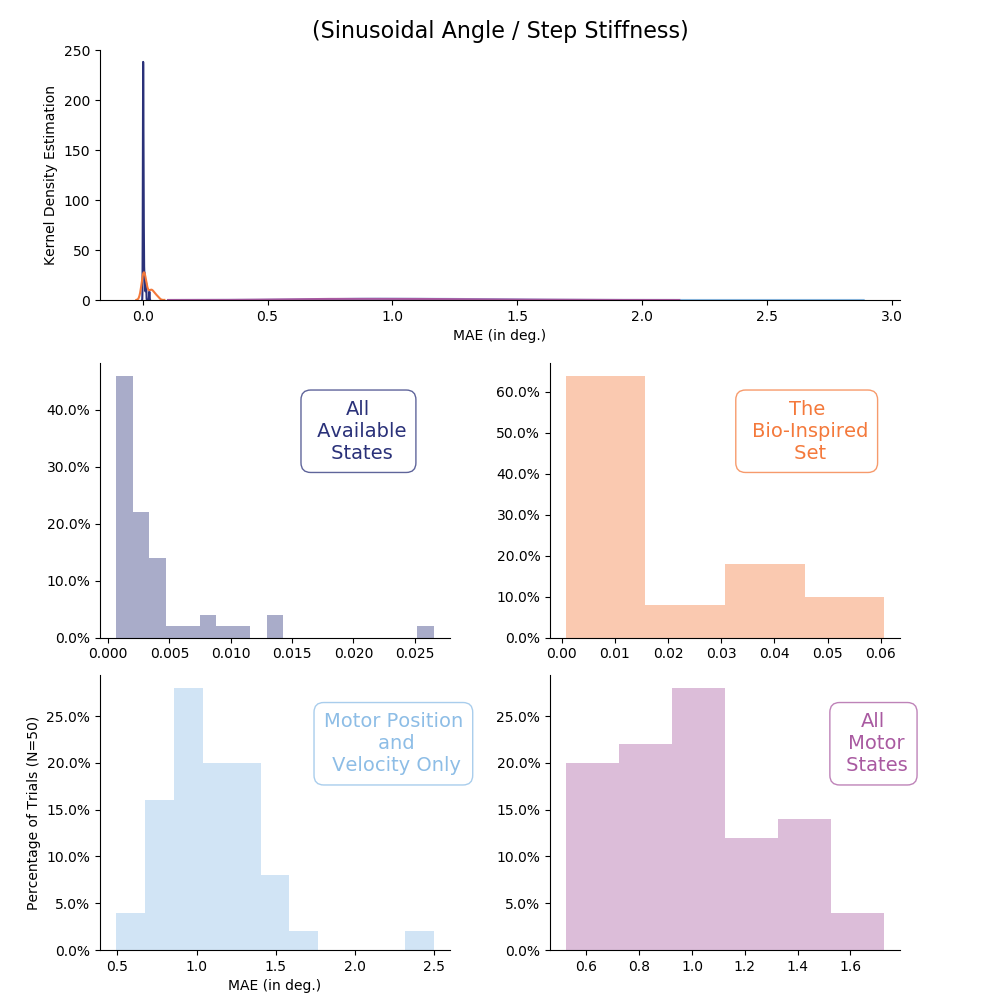 (Sinusoidal Angle / Step Stiffness)
Kernel Density Estimation
250
200
150
100
50
0
0.0 0.5 1.0 1.5 2.0 2.5 3.0
MAE (in deg.)
All
Available
States
40.0%
30.0%
20.0%
10.0%
0.0%
0.000 0.005 0.010 0.015 0.020 0.025
The
Bio-Inspired
Set
60.0%
50.0%
40.0%
30.0%
20.0%
10.0%
0.0%
0.00 0.01 0.02 0.03 0.04 0.05 0.06
Percentage of Trials (N=50)
Motor Position
and
Velocity Only
25.0%
20.0%
15.0%
10.0%
5.0%
0.0%
0.5 1.0 1.5 2.0 2.5
MAE (in deg.)
All
Motor
States
25.0%
20.0%
15.0%
10.0%
5.0%
0.0%
0.6 0.8 1.0 1.2 1.4 1.6